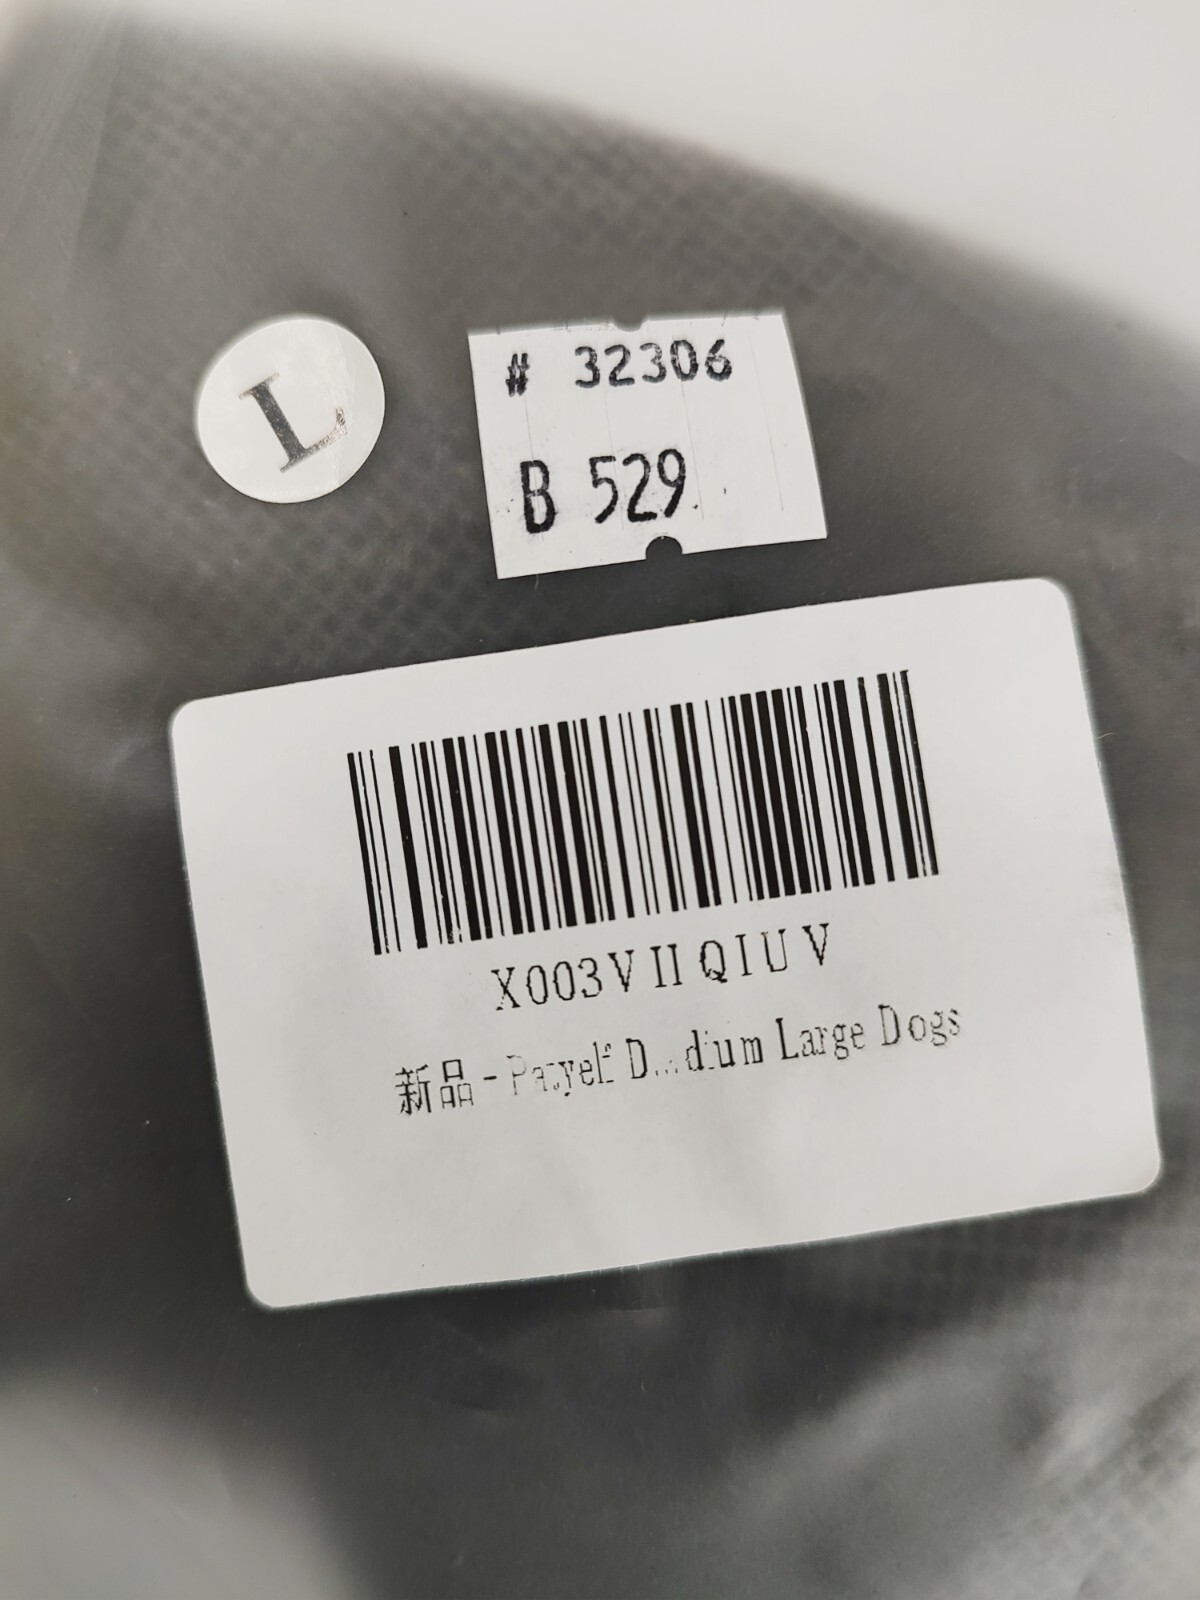 L
# 32306
B 529
X003VIIQIUV
新品 - Large Dogs